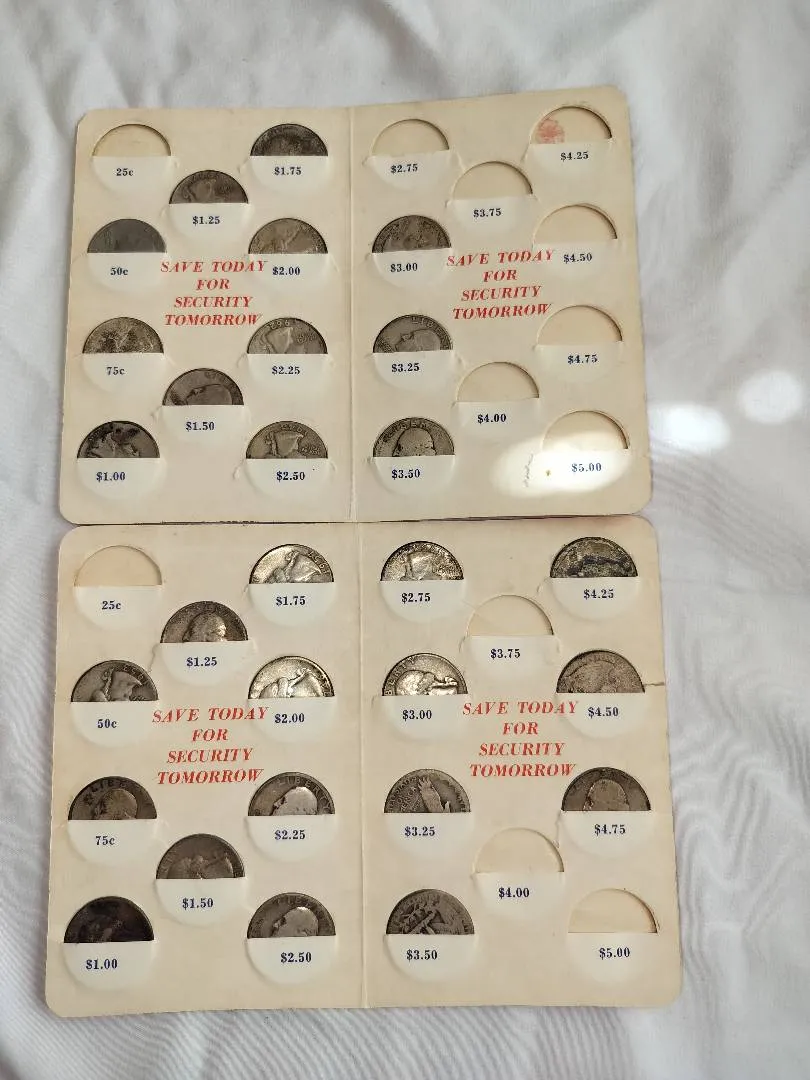 25c
$1.75
$1.25
50c
$2.00
SAVE TODAY
FOR
SECURITY
TOMORROW
75c
$2.25
$1.50
$1.00
$2.50
$2.75
$4.25
$3.75
$3.00
$4.50
SAVE TODAY
FOR
SECURITY
TOMORROW
$3.25
$4.75
$4.00
$3.50
$5.00
25c
$1.75
$1.25
50c
$2.00
SAVE TODAY
FOR
SECURITY
TOMORROW
75c
$2.25
$1.50
$1.00
$2.50
$2.75
$4.25
$3.75
$3.00
$4.50
SAVE TODAY
FOR
SECURITY
TOMORROW
$3.25
$4.75
$4.00
$3.50
$5.00